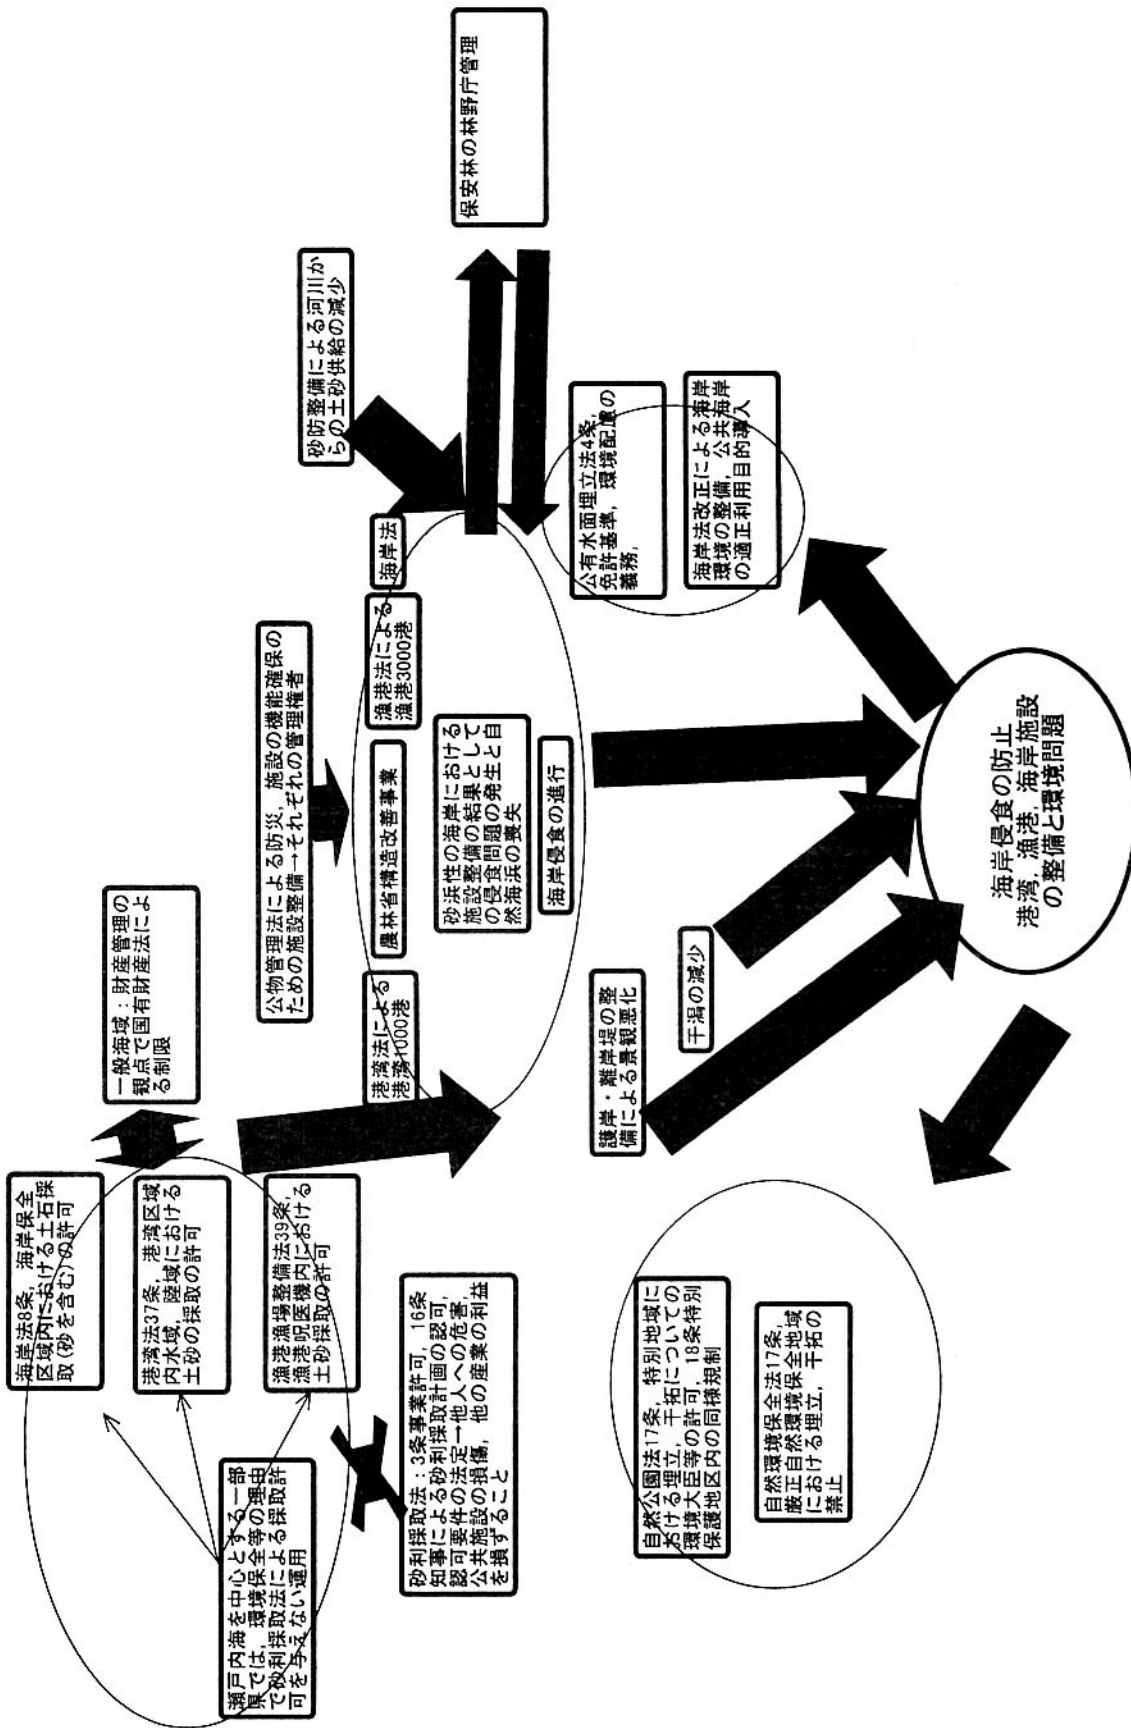 海岸法8条，海岸保全
区域内における土石採
取(砂を含む)の許可
港湾法37条，港湾区域
内水域，陸域における
土砂の採取の許可
漁港漁場整備法39条，
漁港呪医機内における
土砂採取の許可
瀬戸内海を中心とする一部
県では，環境保全等の理由
で砂利採取法による採取許
可を与えない運用
砂利採取法：3条事業許可，16条
知事による砂利採取計画の認可，
認可要件の法定→他人への危害，
公共施設の損傷，他の産業の利益
を損ずること
一般海域：財産管理の
観点で国有財産法によ
る制限
公物管理法による防災，施設の機能確保の
ための施設整備→それぞれの管理権者
港湾法による
港湾1000港
農林省構造改善事業
漁港法による
漁港3000港
海岸法
砂浜性の海岸における
施設整備の結果として
の侵食問題の発生と自
然海浜の喪失
海岸侵食の進行
砂防整備による河川か
らの土砂供給の減少
保安林の林野庁管理
護岸・離岸堤の整
備による景観悪化
干潟の減少
公有水面埋立法4条，
免許基準，環境配慮の
義務，
海岸法改正による海岸
環境の整備，公共海岸
の適正利用目的導入
自然公園法17条，特別地域に
おける埋立，干拓についての
環境大臣等の許可，18条特別
保護地区内の同様規制
自然環境保全法17条，
厳正自然環境保全地域
における埋立，干拓の
禁止
海岸侵食の防止
港湾，漁港，海岸施設
の整備と環境問題